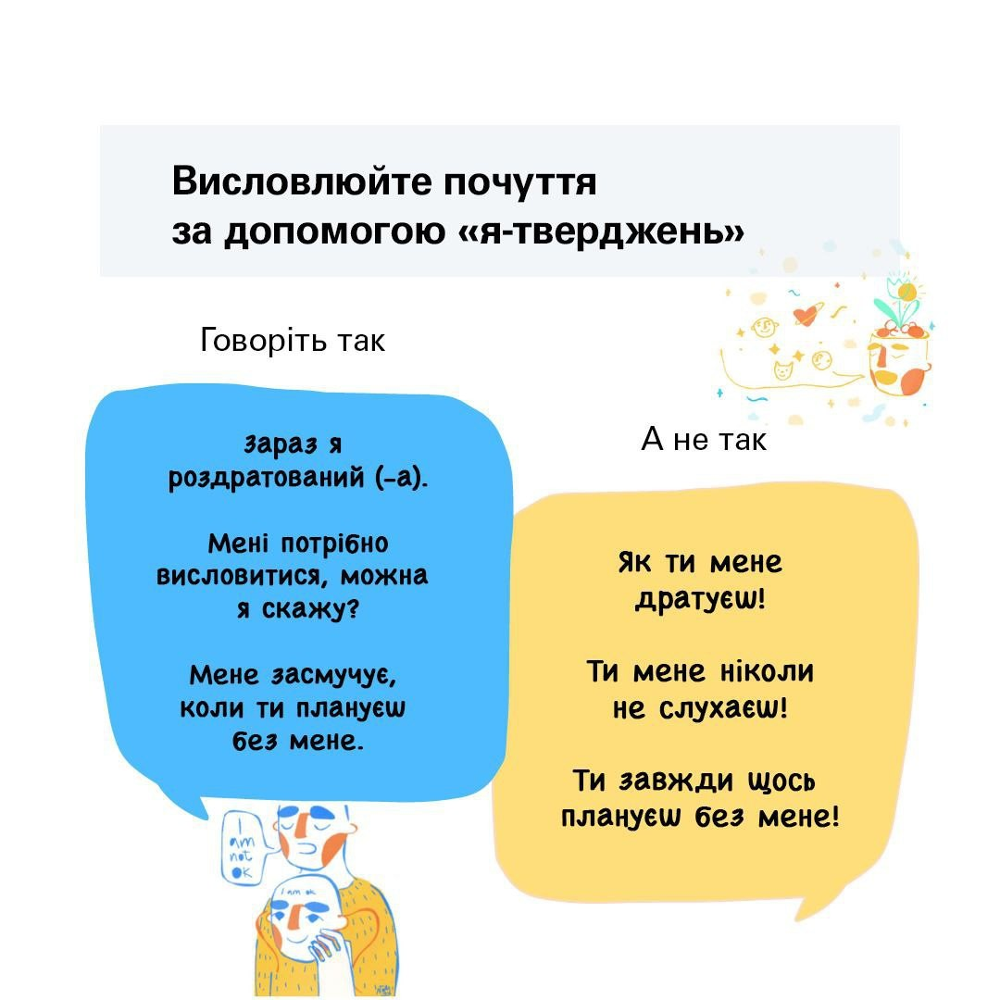 Висловлюйте почуття
за допомогою «я-тверджень»
Говоріть так
Зараз я
роздратований (-а).
Мені потрібно
висловитися, можна
я скажу?
Мене засмучує,
коли ти плануєш
без мене.
А не так
Як ти мене
дратуєш!
Ти мене ніколи
не слухаєш!
Ти завжди щось
плануєш без мене!
I
am
not
OK
I am ok